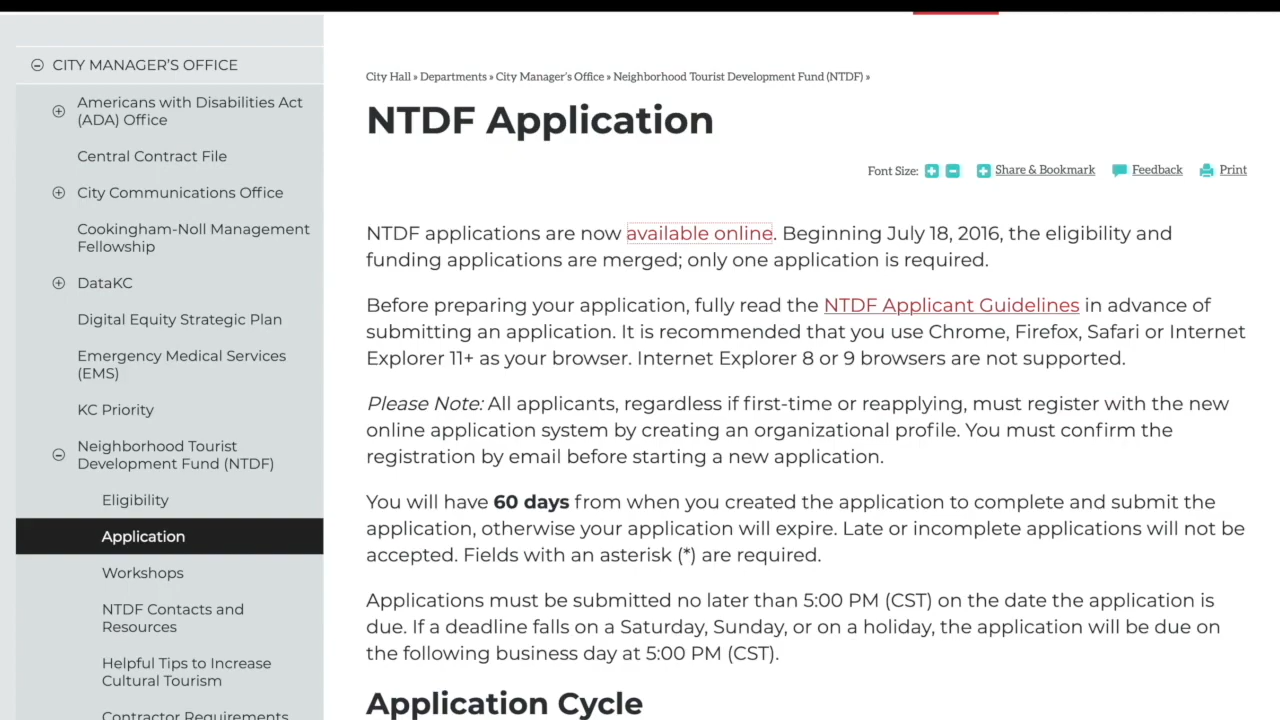 CITY MANAGER'S OFFICE
Americans with Disabilities Act
(ADA) Office
Central Contract File
City Communications Office
Cookingham-Noll Management
Fellowship
DataKC
Digital Equity Strategic Plan
Emergency Medical Services
(EMS)
KC Priority
Neighborhood Tourist
Development Fund (NTDF)
Eligibility
Application
Workshops
NTDF Contacts and
Resources
Helpful Tips to Increase
Cultural Tourism
Contractor Requirements
City Hall » Departments » City Manager's Office » Neighborhood Tourist Development Fund (NTDF) »
NTDF Application
Font Size: Share & Bookmark Feedback Print
NTDF applications are now available online. Beginning July 18, 2016, the eligibility and
funding applications are merged; only one application is required.
Before preparing your application, fully read the NTDF Applicant Guidelines in advance of
submitting an application. It is recommended that you use Chrome, Firefox, Safari or Internet
Explorer 11+ as your browser. Internet Explorer 8 or 9 browsers are not supported.
Please Note: All applicants, regardless if first-time or reapplying, must register with the new
online application system by creating an organizational profile. You must confirm the
registration by email before starting a new application.
You will have 60 days from when you created the application to complete and submit the
application, otherwise your application will expire. Late or incomplete applications will not be
accepted. Fields with an asterisk (*) are required.
Applications must be submitted no later than 5:00 PM (CST) on the date the application is
due. If a deadline falls on a Saturday, Sunday, or on a holiday, the application will be due on
the following business day at 5:00 PM (CST).
Application Cycle